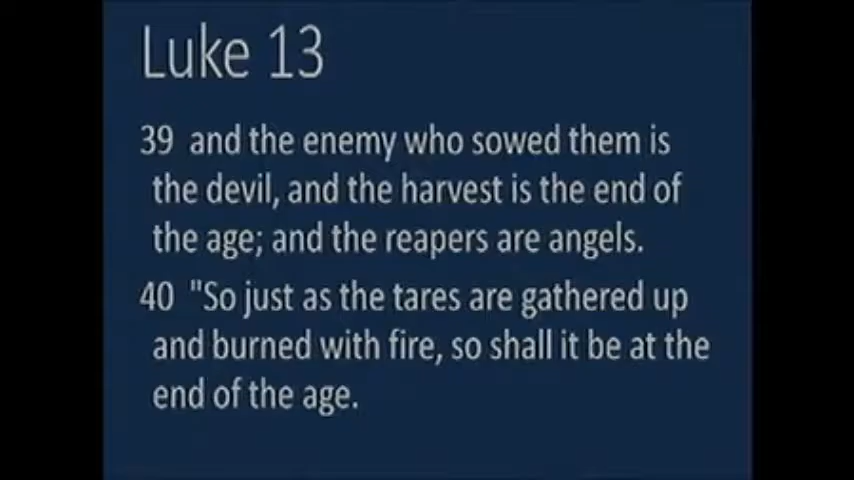 Luke 13
39 and the enemy who sowed them is
the devil, and the harvest is the end of
the age; and the reapers are angels.
40 "So just as the tares are gathered up
and burned with fire, so shall it be at the
end of the age.